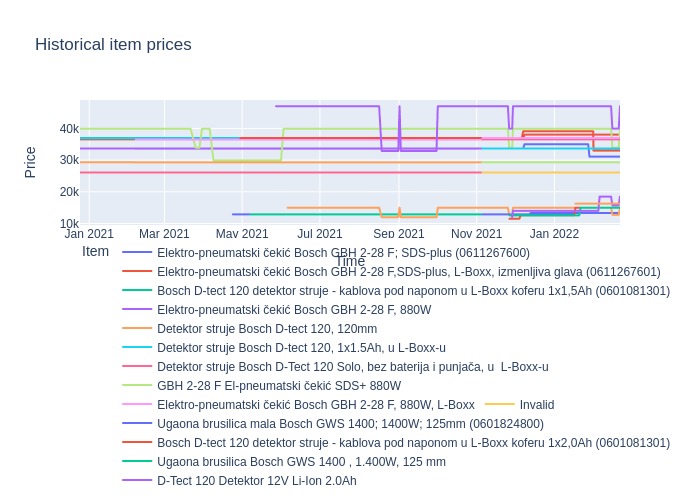 Historical item prices
Price
40k
30k
20k
10k
Jan 2021 Mar 2021 May 2021 Jul 2021 Sep 2021 Nov 2021 Jan 2022
Time
Item
Elektro-pneumatski čekić Bosch GBH 2-28 F; SDS-plus (0611267600)
Elektro-pneumatski čekić Bosch GBH 2-28 F,SDS-plus, L-Boxx, izmenljiva glava (0611267601)
Bosch D-tect 120 detektor struje - kablova pod naponom u L-Boxx koferu 1x1,5Ah (0601081301)
Elektro-pneumatski čekić Bosch GBH 2-28 F, 880W
Detektor struje Bosch D-tect 120, 120mm
Detektor struje Bosch D-tect 120, 1x1.5Ah, u L-Boxx-u
Detektor struje Bosch D-Tect 120 Solo, bez baterija i punjača, u L-Boxx-u
GBH 2-28 F El-pneumatski čekić SDS+ 880W
Elektro-pneumatski čekić Bosch GBH 2-28 F, 880W, L-Boxx Invalid
Ugaona brusilica mala Bosch GWS 1400; 1400W; 125mm (0601824800)
Bosch D-tect 120 detektor struje - kablova pod naponom u L-Boxx koferu 1x2,0Ah (0601081301)
Ugaona brusilica Bosch GWS 1400 , 1.400W, 125 mm
D-Tect 120 Detektor 12V Li-Ion 2.0Ah